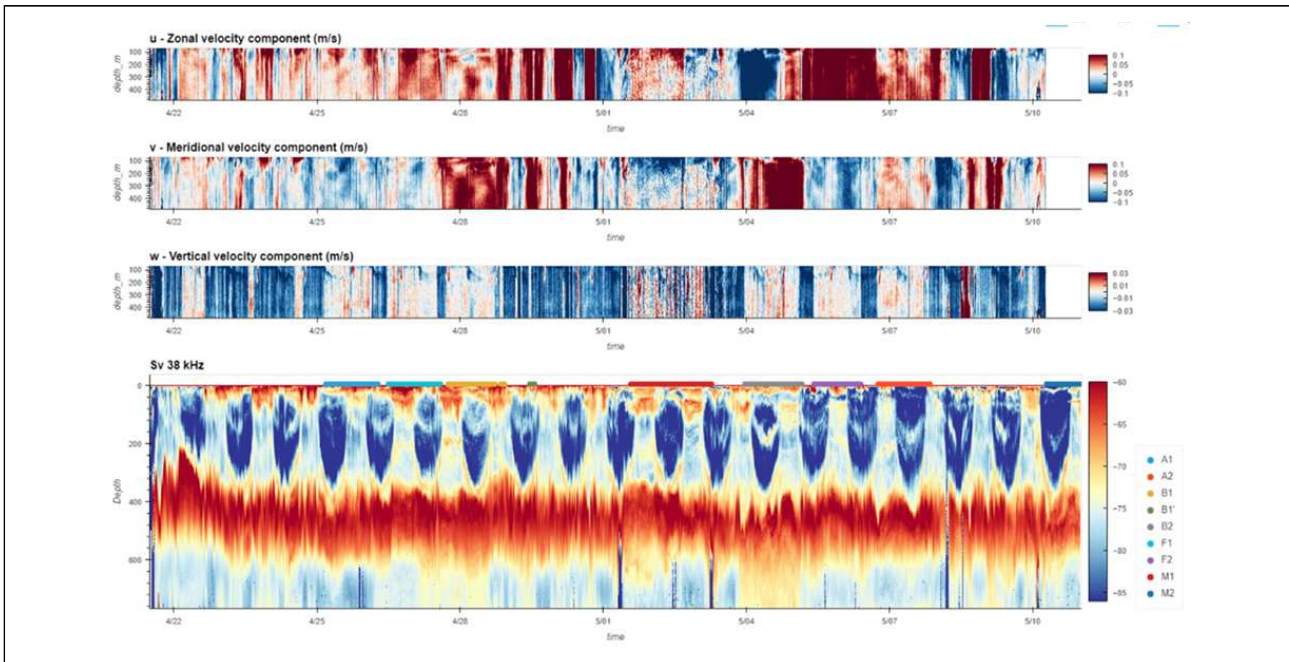 u - Zonal velocity component (m/s)
depth_m
100
200
300
400
4/22 4/25 4/28 5/01 5/04 5/07 5/10
time
0.1
0.05
0
-0.05
-0.1
v - Meridional velocity component (m/s)
depth_m
100
200
300
400
4/22 4/25 4/28 5/01 5/04 5/07 5/10
time
0.1
0.05
0
-0.05
-0.1
w - Vertical velocity component (m/s)
depth_m
100
200
300
400
4/22 4/25 4/28 5/01 5/04 5/07 5/10
time
0.03
0.01
-0.01
-0.03
Sv 38 kHz
Depth
0
200
400
600
4/22 4/25 4/28 5/01 5/04 5/07 5/10
time
-60
-65
-70
-75
-80
-85
A1
A2
B1
B1'
B2
F1
F2
M1
M2